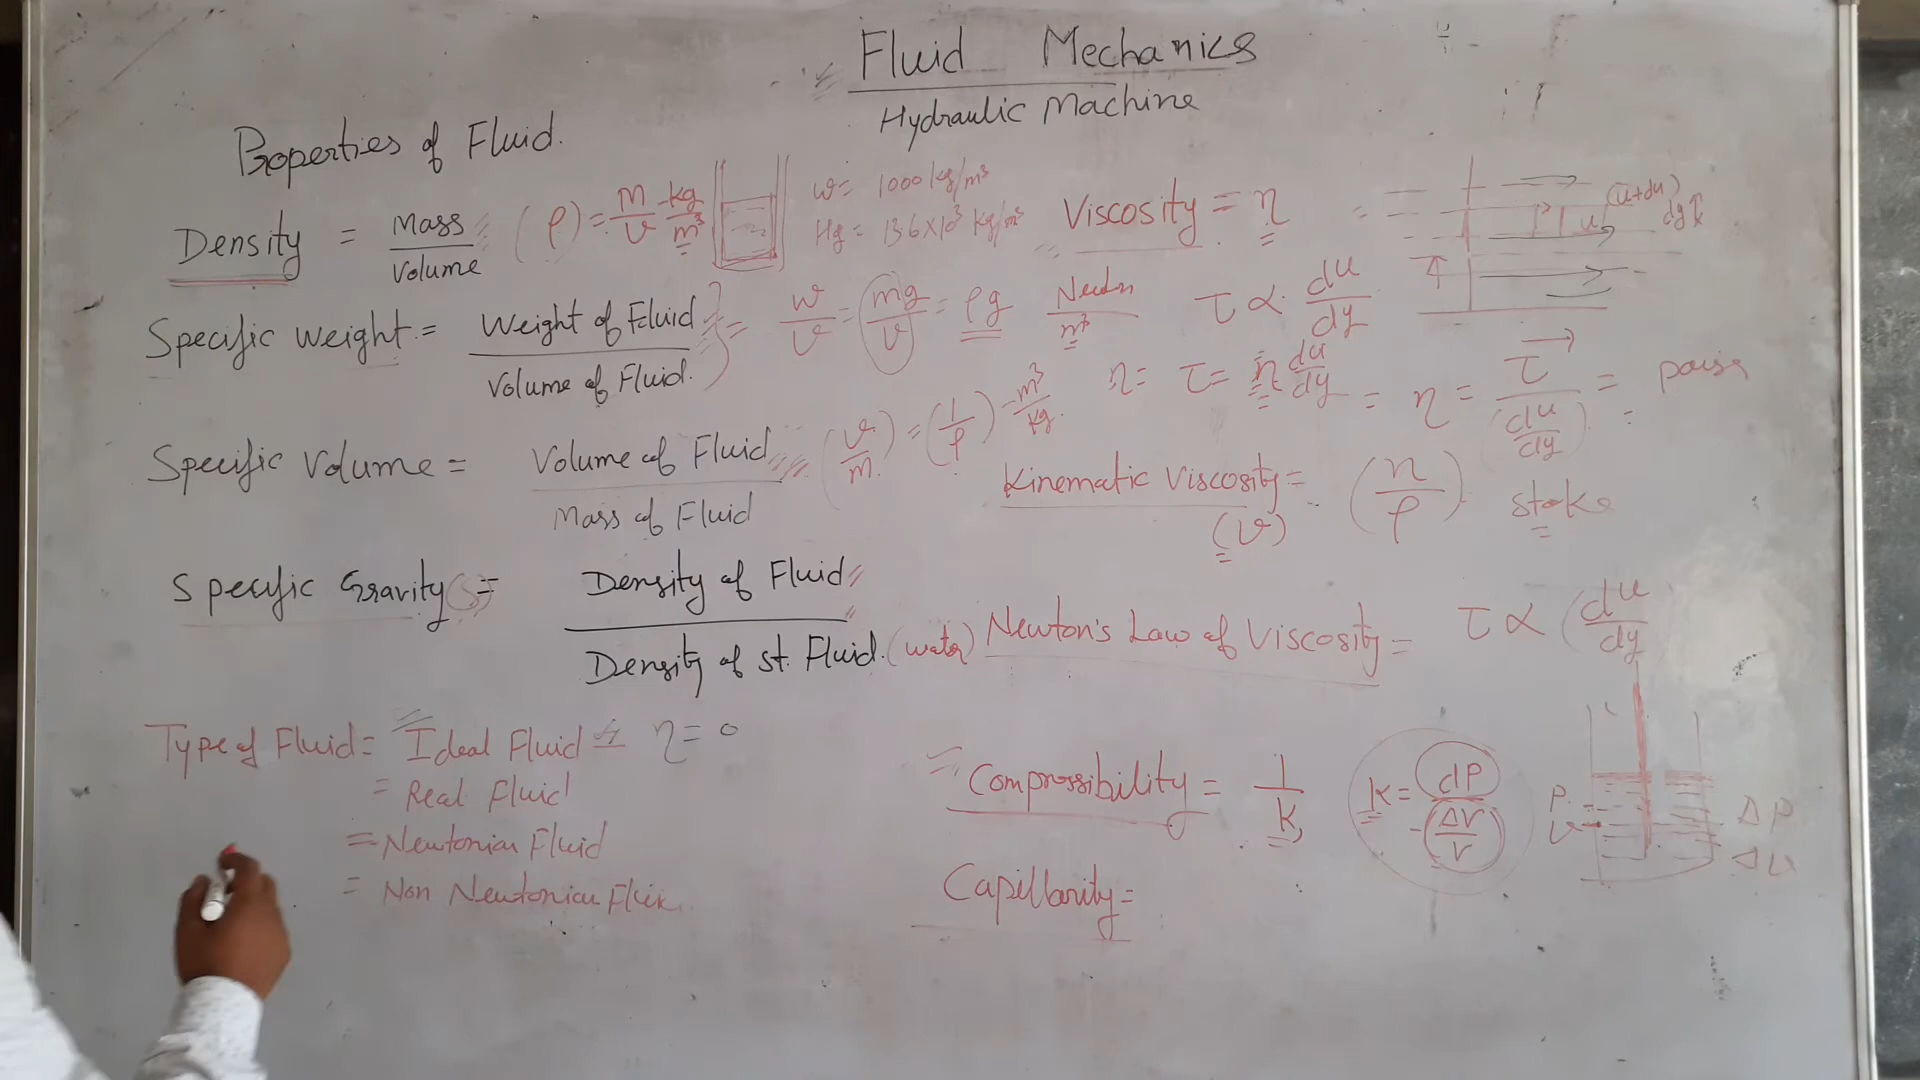 Fluid Mechanics
Hydraulic Machine
Properties of Fluid.
Density = Mass / Volume (ρ) = M/v kg/m³
w = 1000 kg/m³
Hg = 13.6×10³ kg/m³
Specific Weight = Weight of Fluid / Volume of Fluid. = w/v = mg/v = ρg Newton/m³
Specific Volume = Volume of Fluid / Mass of Fluid (v/m) = (1/ρ) - m³/kg
Specific Gravity (S) = Density of Fluid / Density of st. Fluid. (water)
Type of Fluid = Ideal Fluid = η = 0
= Real Fluid
= Newtonian Fluid
= Non Newtonian
Viscosity = η
u (u+du) dy
τ ∝ du/dy
η = τ = η du/dy = η = τ / (du/dy) =
Kinematic Viscosity = (η/ρ) stoke
(υ)
Newton's Law of Viscosity = τ ∝ (du/dy)
Compressibility = 1/K K = dP / -(Δv/v)
P ΔP
Capillarity =